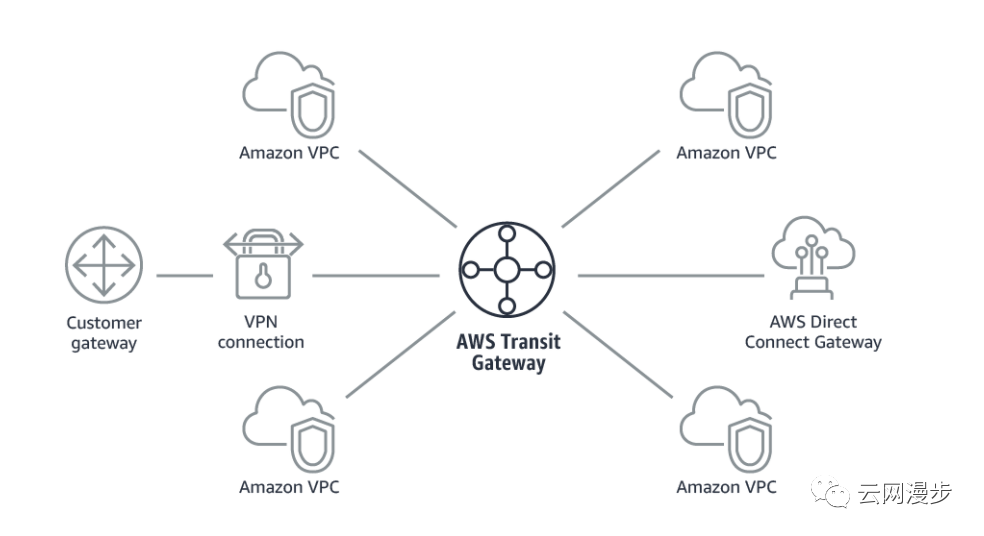 Amazon VPC
Amazon VPC
Customer
gateway
VPN
connection
AWS Transit
Gateway
AWS Direct
Connect Gateway
Amazon VPC
Amazon VPC
云网漫步